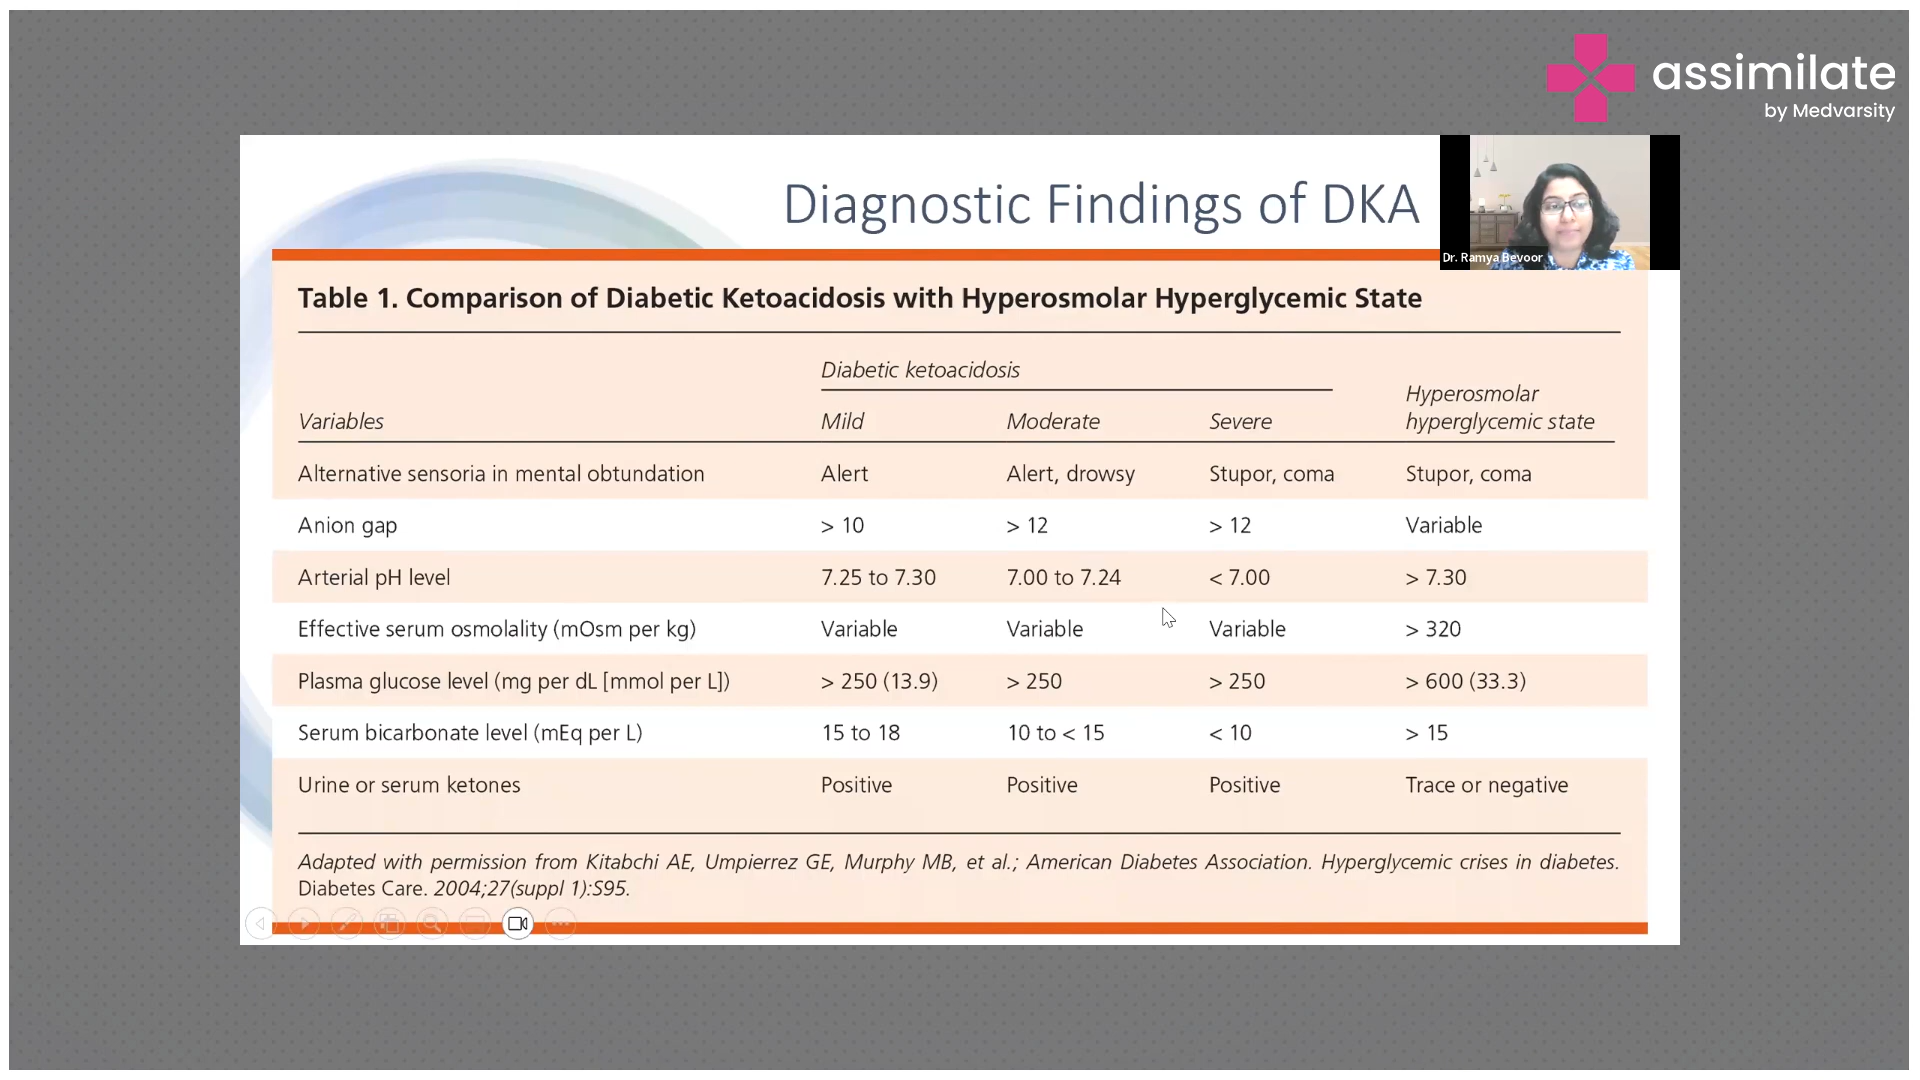 assimilate
by Medvarsity
Diagnostic Findings of DKA
Dr. Ramya Bevoor
Table 1. Comparison of Diabetic Ketoacidosis with Hyperosmolar Hyperglycemic State
Diabetic ketoacidosis
Hyperosmolar
Variables Mild Moderate Severe hyperglycemic state
Alternative sensoria in mental obtundation Alert Alert, drowsy Stupor, coma Stupor, coma
Anion gap > 10 > 12 > 12 Variable
Arterial pH level 7.25 to 7.30 7.00 to 7.24 < 7.00 > 7.30
Effective serum osmolality (mOsm per kg) Variable Variable Variable > 320
Plasma glucose level (mg per dL [mmol per L]) > 250 (13.9) > 250 > 250 > 600 (33.3)
Serum bicarbonate level (mEq per L) 15 to 18 10 to < 15 < 10 > 15
Urine or serum ketones Positive Positive Positive Trace or negative
Adapted with permission from Kitabchi AE, Umpierrez GE, Murphy MB, et al.; American Diabetes Association. Hyperglycemic crises in diabetes.
Diabetes Care. 2004;27(suppl 1):S95.